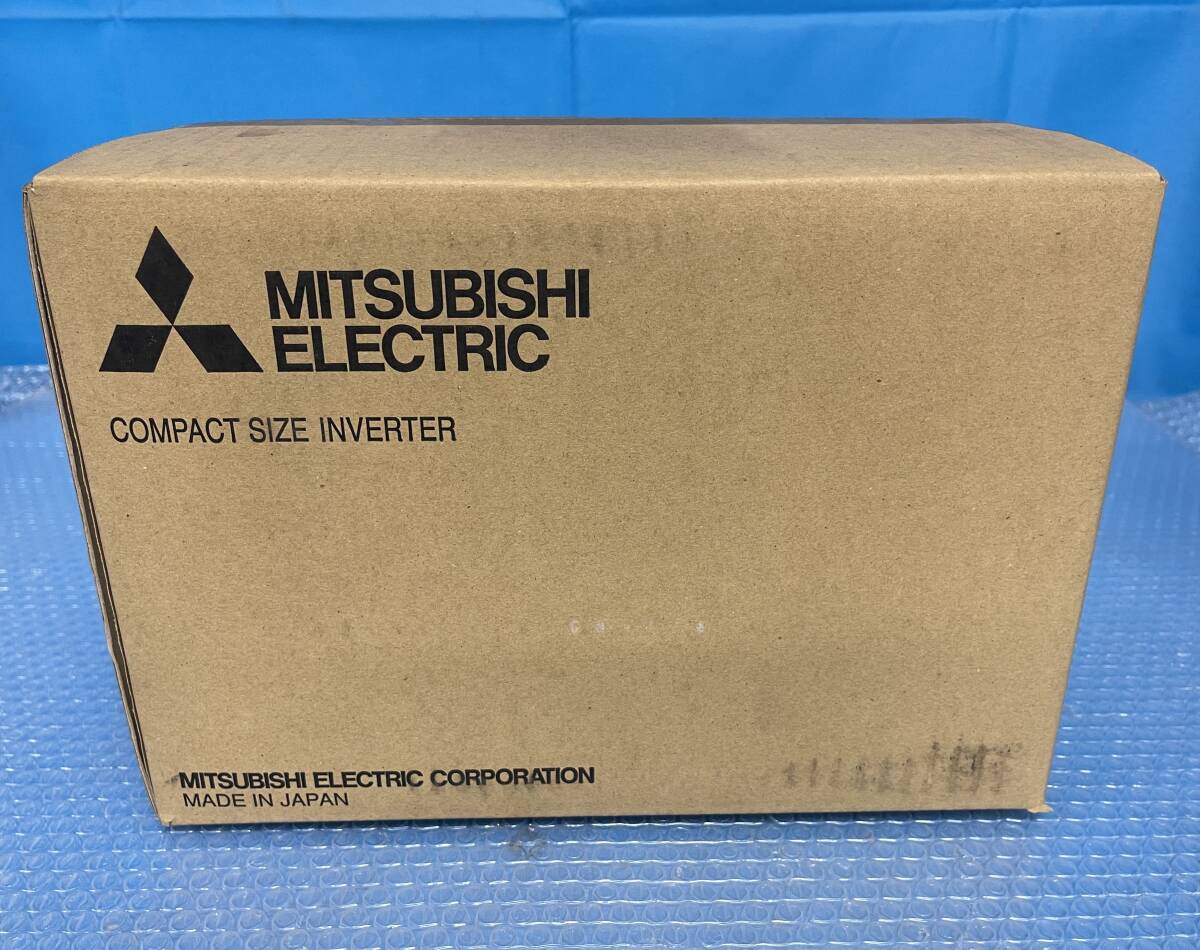 MITSUBISHI
ELECTRIC
COMPACT SIZE INVERTER
MITSUBISHI ELECTRIC CORPORATION
MADE IN JAPAN